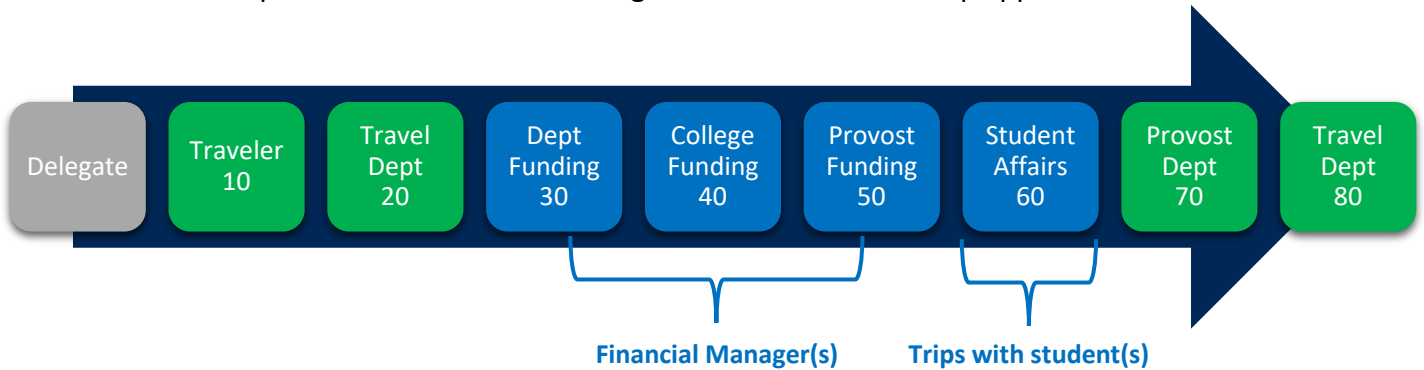 Delegate
Traveler
10
Travel
Dept
20
Dept
Funding
30
College
Funding
40
Provost
Funding
50
Student
Affairs
60
Provost
Dept
70
Travel
Dept
80
Financial Manager(s)
Trips with student(s)